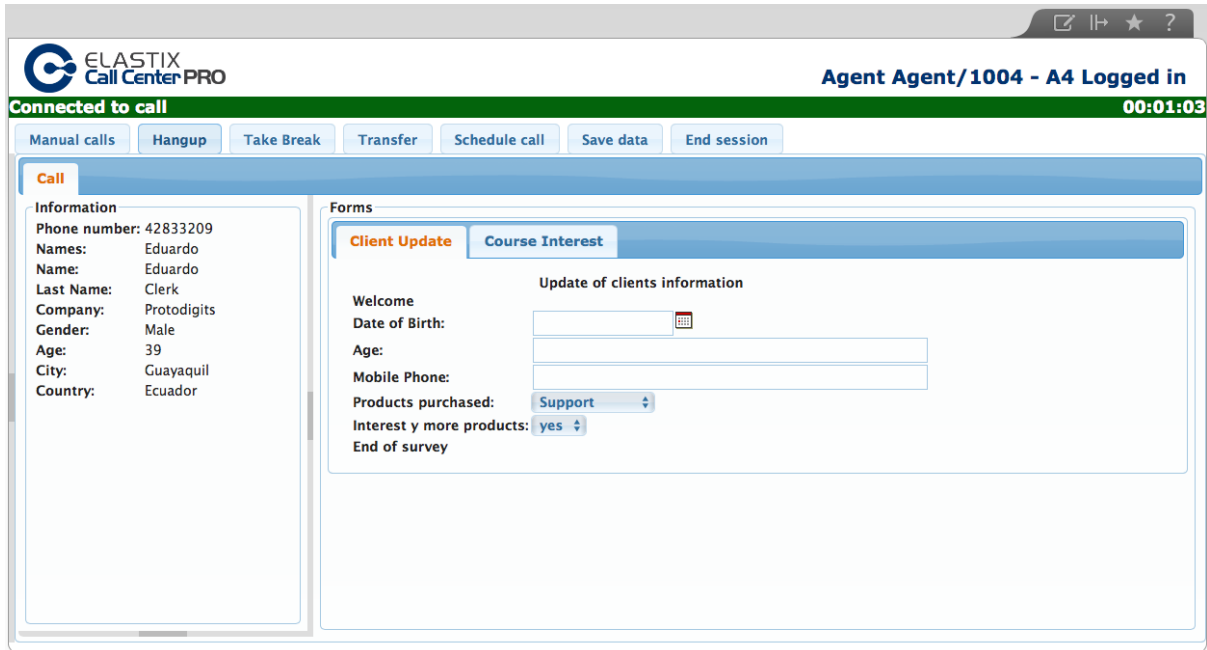 ?
ELASTIX
Call Center PRO
Agent Agent/1004 - A4 Logged in
Connected to call 00:01:03
Manual calls Hangup Take Break Transfer Schedule call Save data End session
Call
Information
Phone number: 42833209
Names: Eduardo
Name: Eduardo
Last Name: Clerk
Company: Protodigits
Gender: Male
Age: 39
City: Guayaquil
Country: Ecuador
Forms
Client Update Course Interest
Update of clients information
Welcome
Date of Birth:
Age:
Mobile Phone:
Products purchased: Support
Interest y more products: yes
End of survey